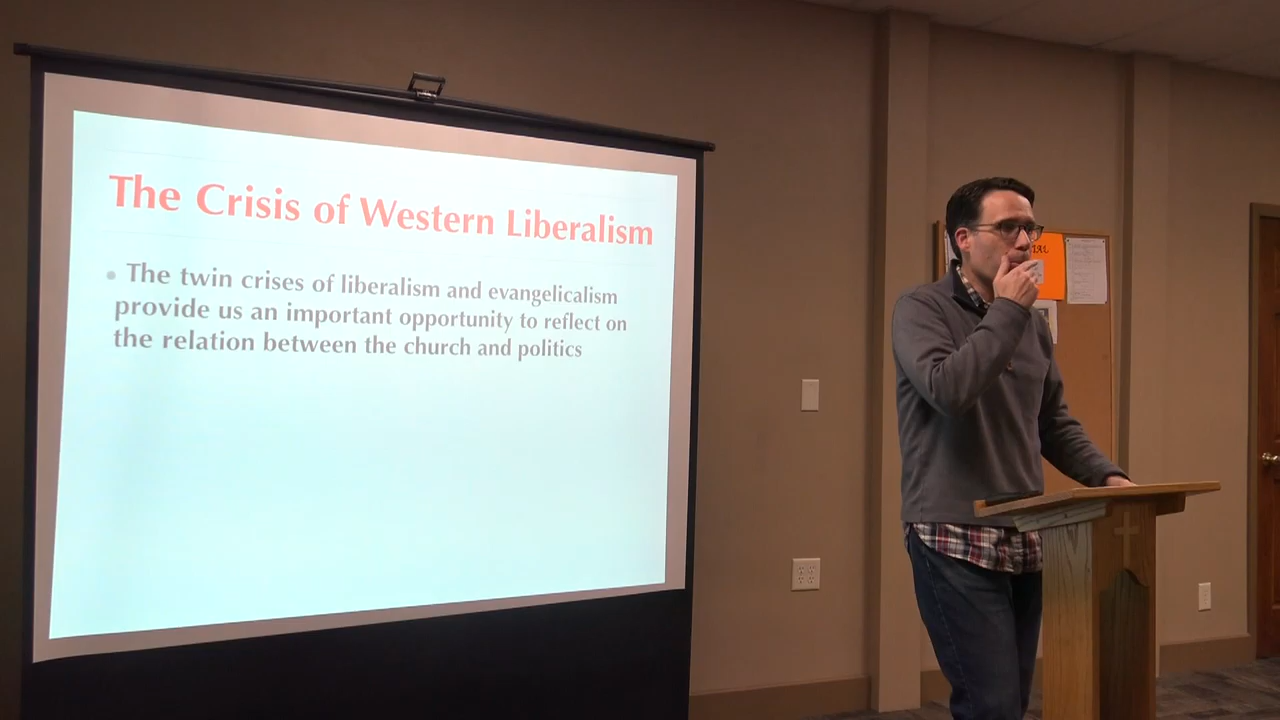 The Crisis of Western Liberalism
The twin crises of liberalism and evangelicalism
provide us an important opportunity to reflect on
the relation between the church and politics